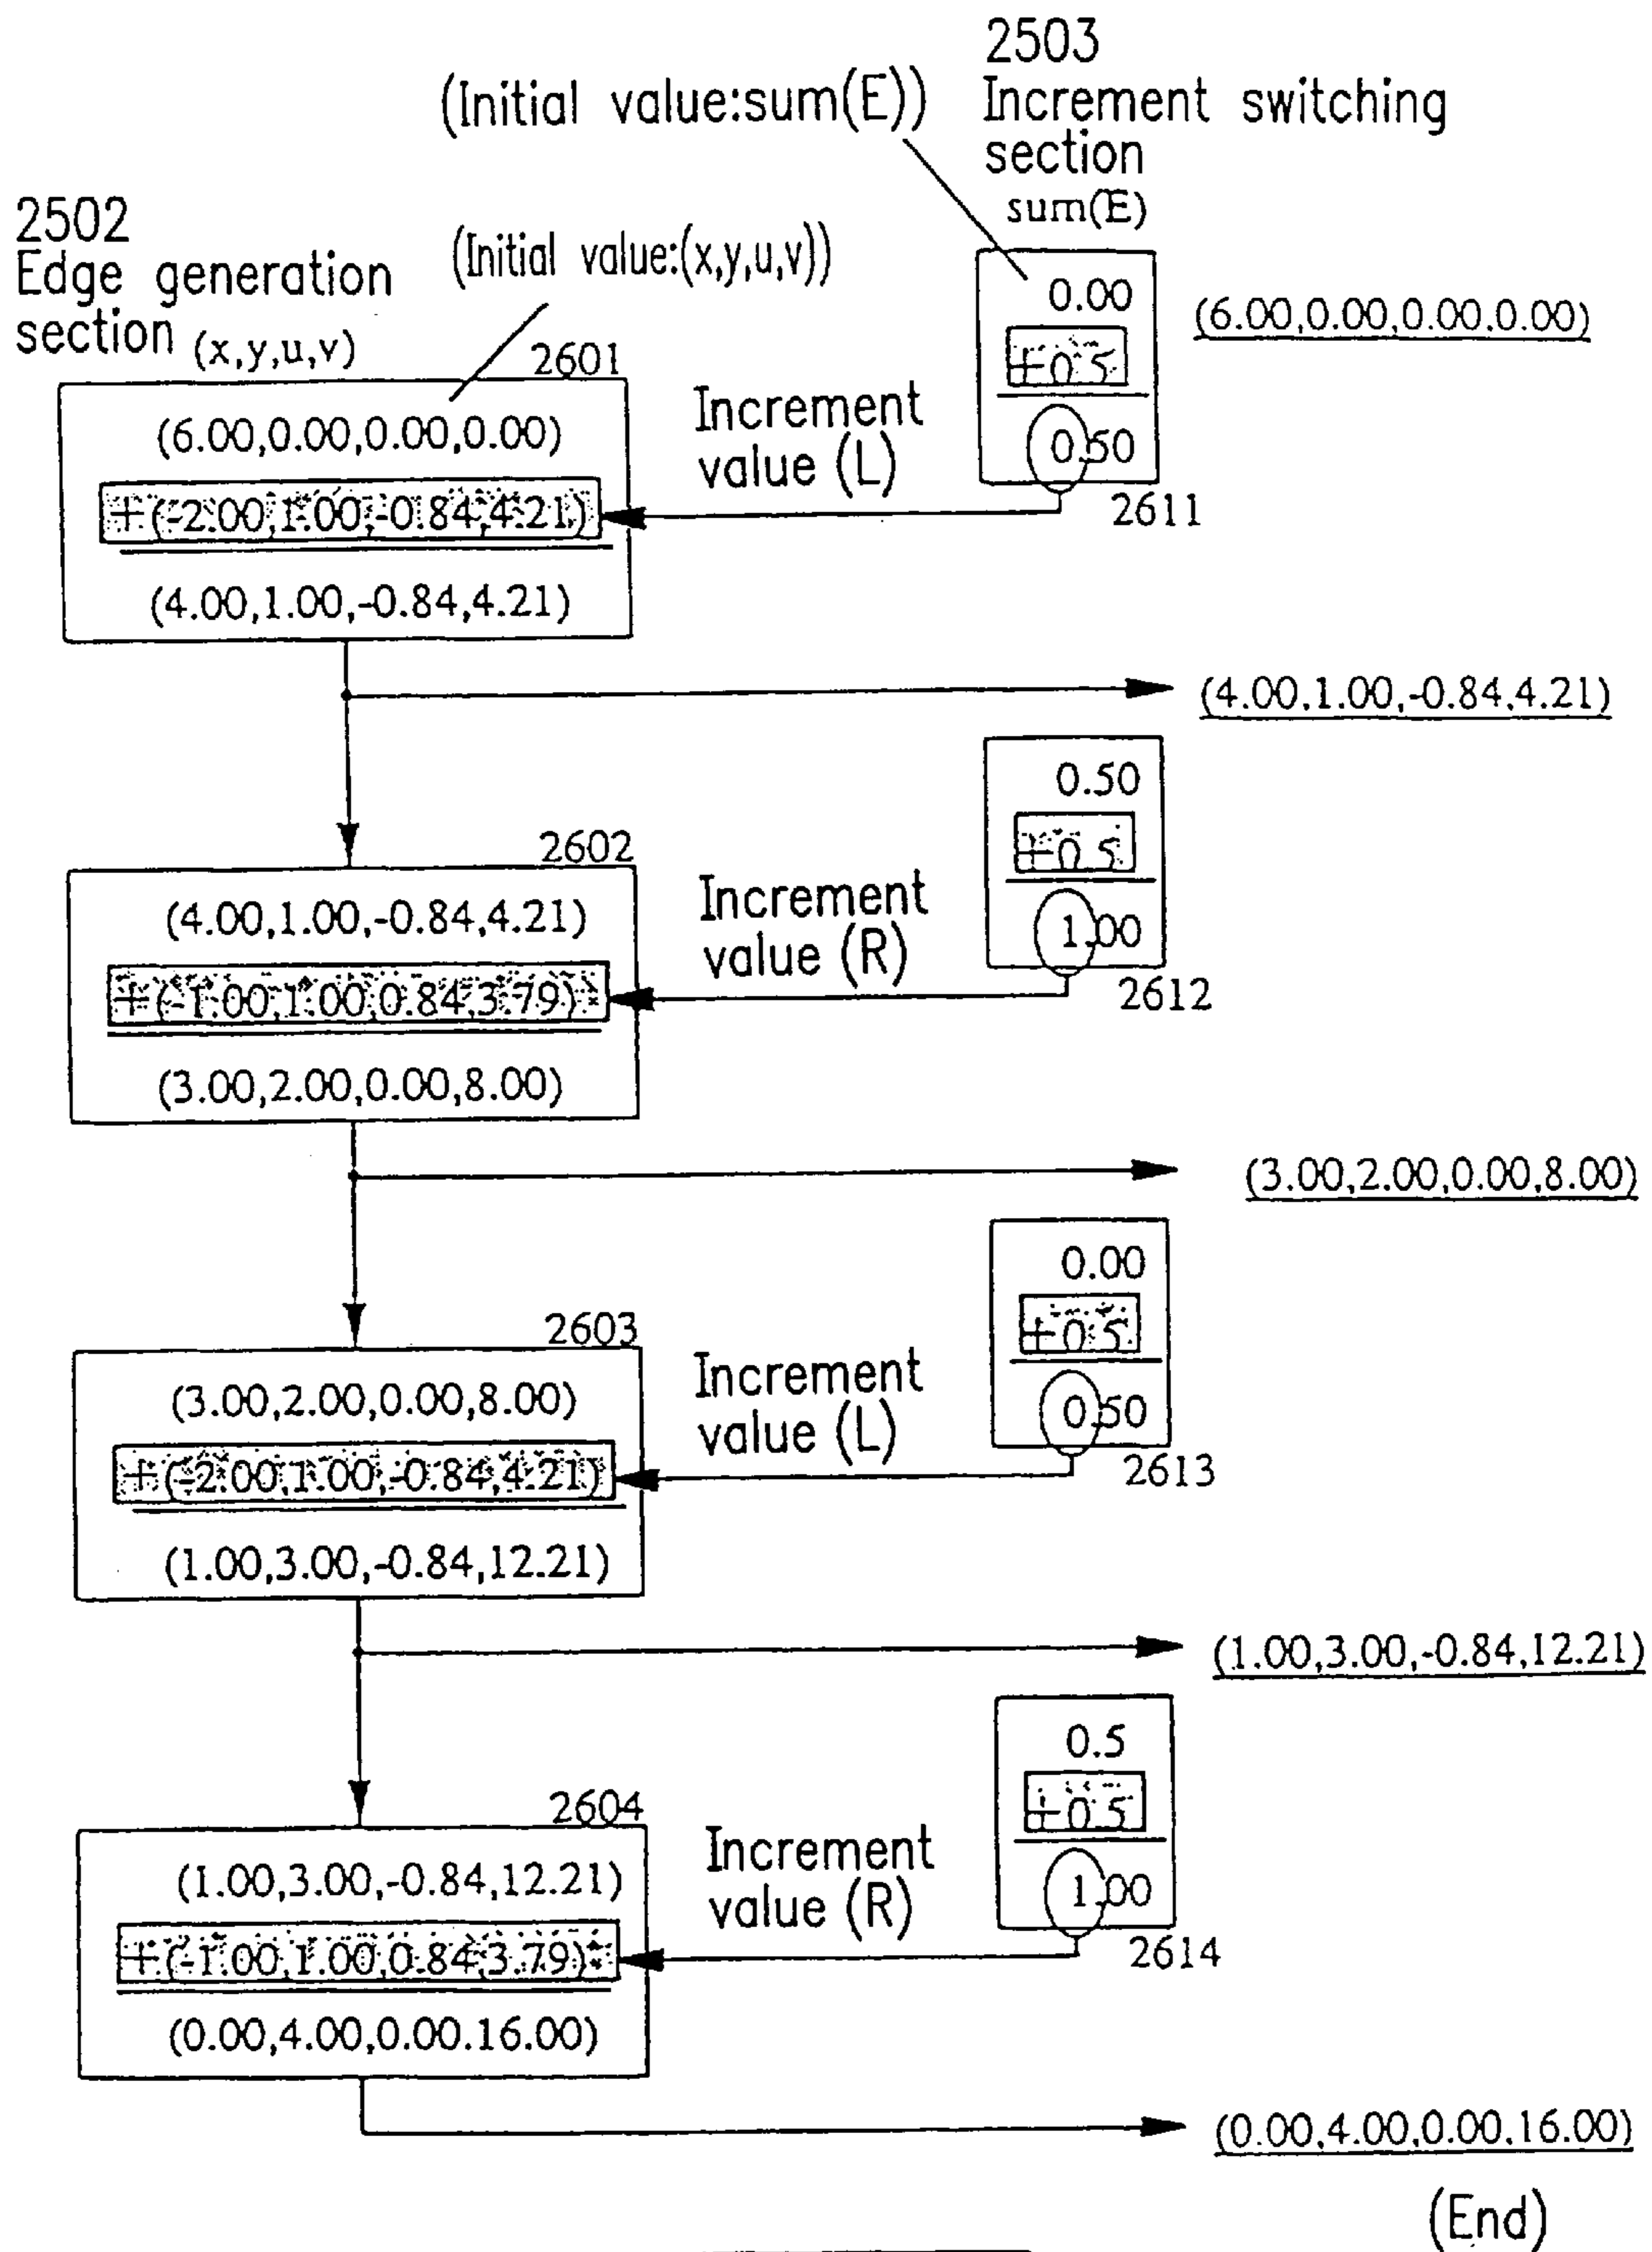 2503
(Initial value:sum(E))
Increment switching
section
sum(E)
2502
Edge generation
section
(x,y,u,v)
(Initial value:(x,y,u,v))
0.00
+0.5
0.50
2611
(6.00,0.00,0.00,0.00)
2601
(6.00,0.00,0.00,0.00)
+(-2.00,1.00,-0.84,4.21)
(4.00,1.00,-0.84,4.21)
Increment
value (L)
(4.00,1.00,-0.84,4.21)
0.50
+0.5
1.00
2612
2602
(4.00,1.00,-0.84,4.21)
+(-1.00,1.00,0.84,3.79)
(3.00,2.00,0.00,8.00)
Increment
value (R)
(3.00,2.00,0.00,8.00)
0.00
+0.5
0.50
2613
2603
(3.00,2.00,0.00,8.00)
+(-2.00,1.00,-0.84,4.21)
(1.00,3.00,-0.84,12.21)
Increment
value (L)
(1.00,3.00,-0.84,12.21)
0.5
+0.5
1.00
2614
2604
(1.00,3.00,-0.84,12.21)
+(-1.00,1.00,0.84,3.79)
(0.00,4.00,0.00.16.00)
Increment
value (R)
(0.00,4.00,0.00,16.00)
(End)